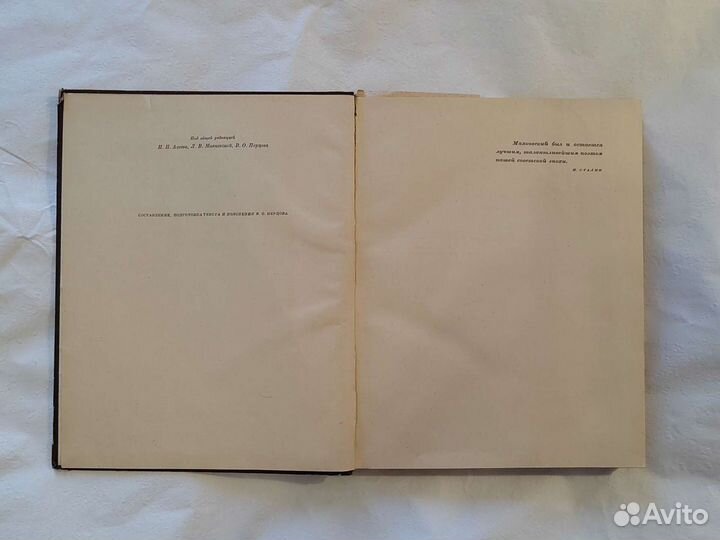 Под общей редакцией
Н. Н. Асеева, Л. В. Маяковской, В. О. Перцова
СОСТАВЛЕНИЕ, ПОДГОТОВКА ТЕКСТА И ПОЯСНЕНИЯ В. О. ПЕРЦОВА
Маяковский был и остается
лучшим, талантливейшим поэтом
нашей советской эпохи.
И. СТАЛИН
Avito